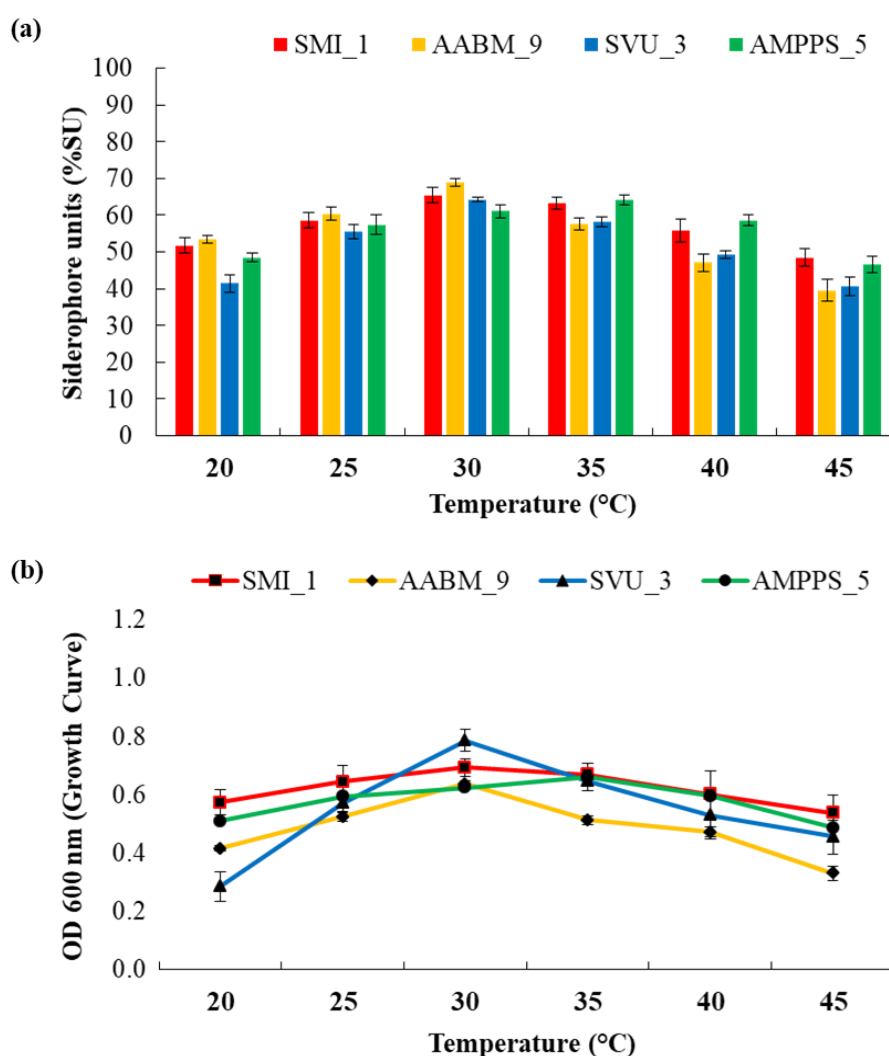 (a)
SMI_1 AABM_9 SVU_3 AMPPS_5
100
90
80
70
60
50
40
30
20
10
0
Siderophore units (%SU)
20 25 30 35 40 45
Temperature (°C)
(b)
SMI_1 AABM_9 SVU_3 AMPPS_5
1.2
1.0
0.8
0.6
0.4
0.2
0.0
OD 600 nm (Growth Curve)
20 25 30 35 40 45
Temperature (°C)